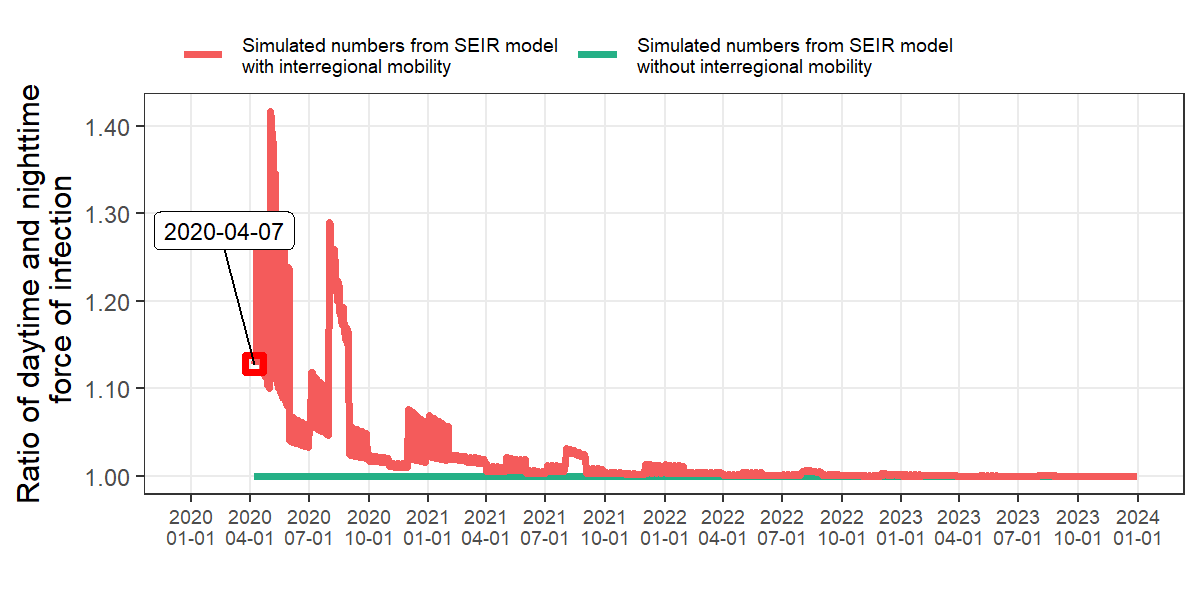 Simulated numbers from SEIR model
with interregional mobility
Simulated numbers from SEIR model
without interregional mobility
Ratio of daytime and nighttime
force of infection
1.40
1.30
1.20
1.10
1.00
2020-04-07
2020 2020 2020 2020 2021 2021 2021 2021 2022 2022 2022 2022 2023 2023 2023 2023 2024
01-01 04-01 07-01 10-01 01-01 04-01 07-01 10-01 01-01 04-01 07-01 10-01 01-01 04-01 07-01 10-01 01-01